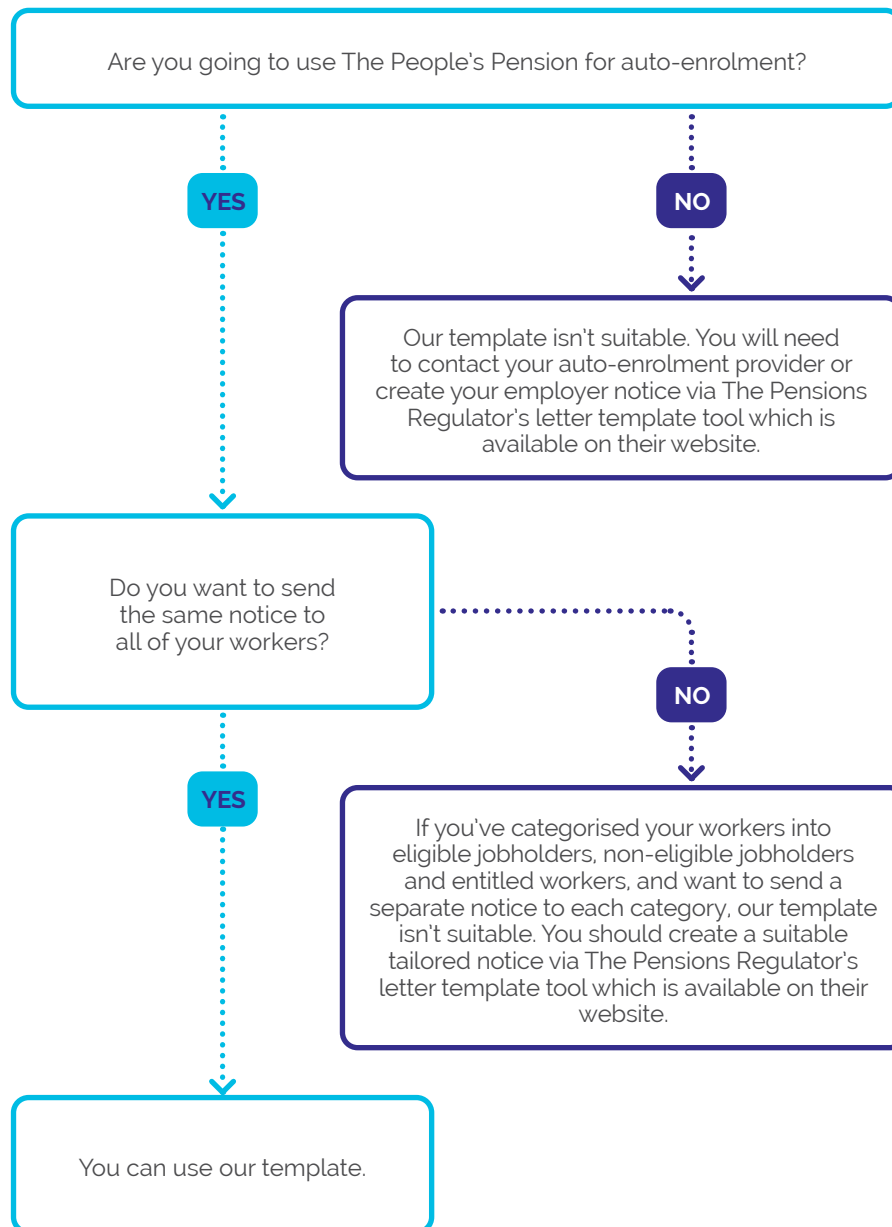 Are you going to use The People's Pension for auto-enrolment?
YES
NO
Our template isn't suitable. You will need
to contact your auto-enrolment provider or
create your employer notice via The Pensions
Regulator's letter template tool which is
available on their website.
Do you want to send
the same notice to
all of your workers?
NO
YES
If you've categorised your workers into
eligible jobholders, non-eligible jobholders
and entitled workers, and want to send a
separate notice to each category, our template
isn't suitable. You should create a suitable
tailored notice via The Pensions Regulator's
letter template tool which is available on their
website.
You can use our template.